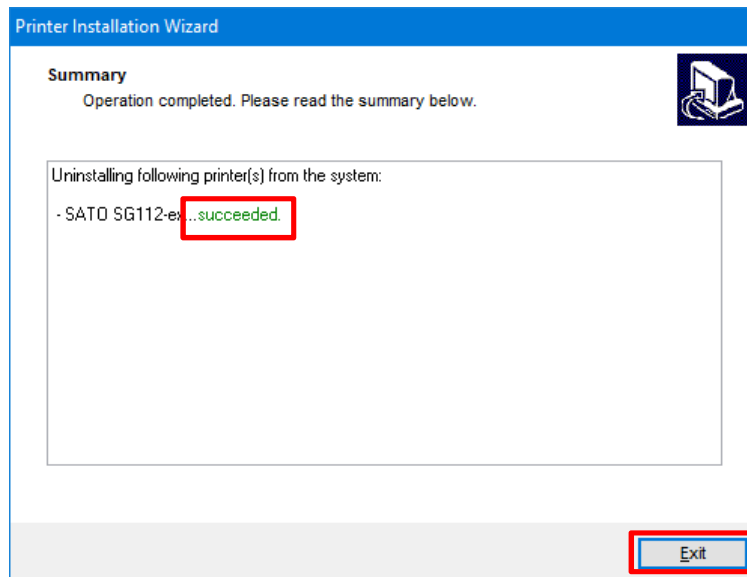 Printer Installation Wizard
Summary
Operation completed. Please read the summary below.
Uninstalling following printer(s) from the system:
- SATO SG112-ex...succeeded.
Exit